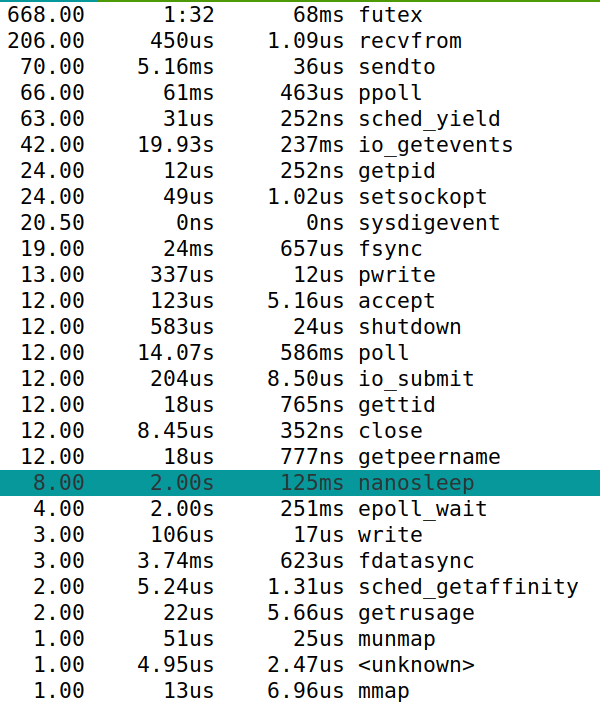 668.00 1:32 68ms futex
206.00 450us 1.09us recvfrom
70.00 5.16ms 36us sendto
66.00 61ms 463us ppoll
63.00 31us 252ns sched_yield
42.00 19.93s 237ms io_getevents
24.00 12us 252ns getpid
24.00 49us 1.02us setsockopt
20.50 0ns 0ns sysdigevent
19.00 24ms 657us fsync
13.00 337us 12us pwrite
12.00 123us 5.16us accept
12.00 583us 24us shutdown
12.00 14.07s 586ms poll
12.00 204us 8.50us io_submit
12.00 18us 765ns gettid
12.00 8.45us 352ns close
12.00 18us 777ns getpeername
8.00 2.00s 125ms nanosleep
4.00 2.00s 251ms epoll_wait
3.00 106us 17us write
3.00 3.74ms 623us fdatasync
2.00 5.24us 1.31us sched_getaffinity
2.00 22us 5.66us getrusage
1.00 51us 25us munmap
1.00 4.95us 2.47us <unknown>
1.00 13us 6.96us mmap